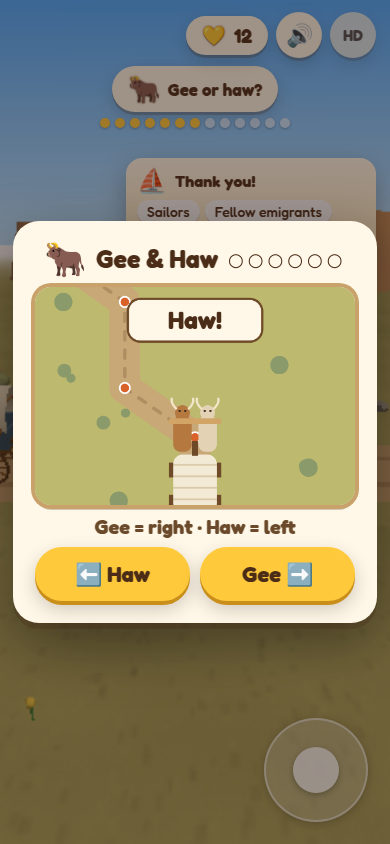 12
HD
Gee or haw?
Thank you!
Sailors
Fellow emigrants
Gee & Haw
Haw!
Gee = right · Haw = left
Haw
Gee